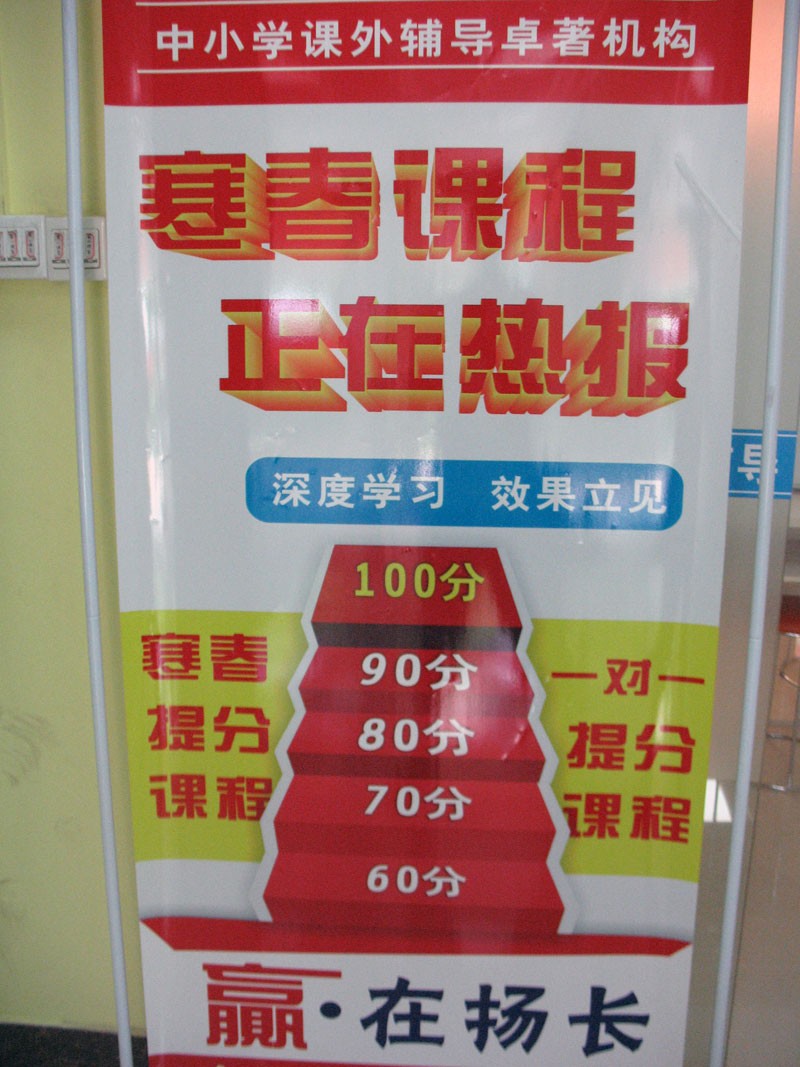 中小学课外辅导卓著机构
寒春课程
正在热报
深度学习 效果立见
导
100分
90分
80分
70分
60分
寒春
提分
课程
一对一
提分
课程
赢·在扬长